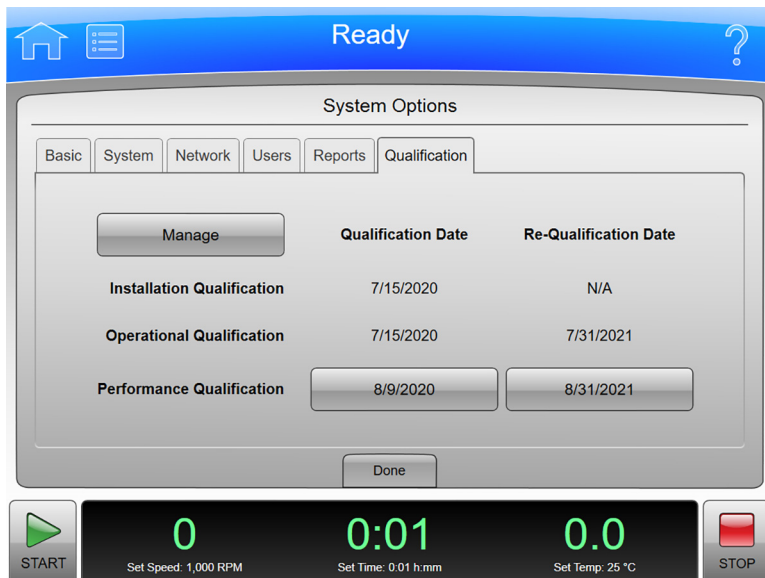 Ready
?
System Options
Basic System Network Users Reports Qualification
Manage Qualification Date Re-Qualification Date
Installation Qualification 7/15/2020 N/A
Operational Qualification 7/15/2020 7/31/2021
Performance Qualification 8/9/2020 8/31/2021
Done
0 0:01 0.0
START Set Speed: 1,000 RPM Set Time: 0:01 h:mm Set Temp: 25 °C STOP